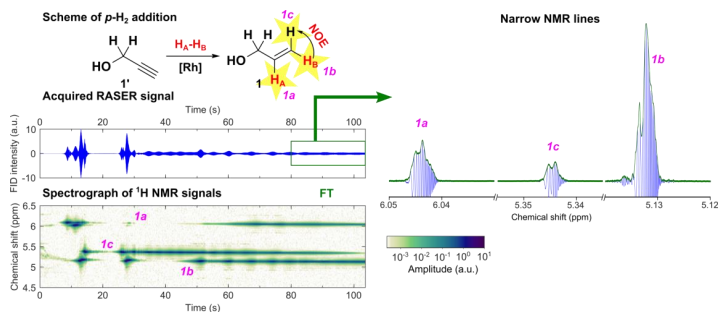 Scheme of p-H2 addition
1c
H H
HO
1'
HA-HB
[Rh]
H H
H
NOE
HO
HB
1b
1
HA
1a
Acquired RASER signal
Time (s)
0 20 40 60 80 100
FID intensity (a.u.)
10
0
-10
Spectrograph of 1H NMR signals
FT
Chemical shift (ppm)
6.5
6
5.5
5
4.5
1a
1c
1b
0 20 40 60 80 100
Time (s)
Narrow NMR lines
1a
1c
1b
6.05 6.04 5.35 5.34 5.13 5.12
Chemical shift (ppm)
10-3 10-2 10-1 100 101
Amplitude (a.u.)